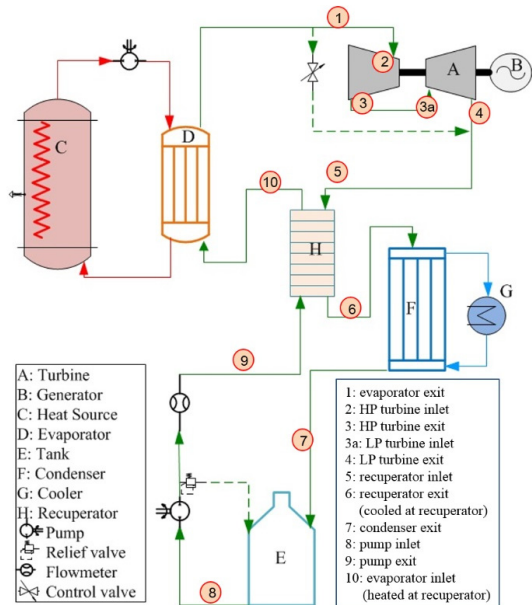 1
2
A
B
3
3a
4
C
D
10
5
H
6
F
G
9
7
8
E
A: Turbine
B: Generator
C: Heat Source
D: Evaporator
E: Tank
F: Condenser
G: Cooler
H: Recuperator
Pump
Relief valve
Flowmeter
Control valve
1: evaporator exit
2: HP turbine inlet
3: HP turbine exit
3a: LP turbine inlet
4: LP turbine exit
5: recuperator inlet
6: recuperator exit
(cooled at recuperator)
7: condenser exit
8: pump inlet
9: pump exit
10: evaporator inlet
(heated at recuperator)